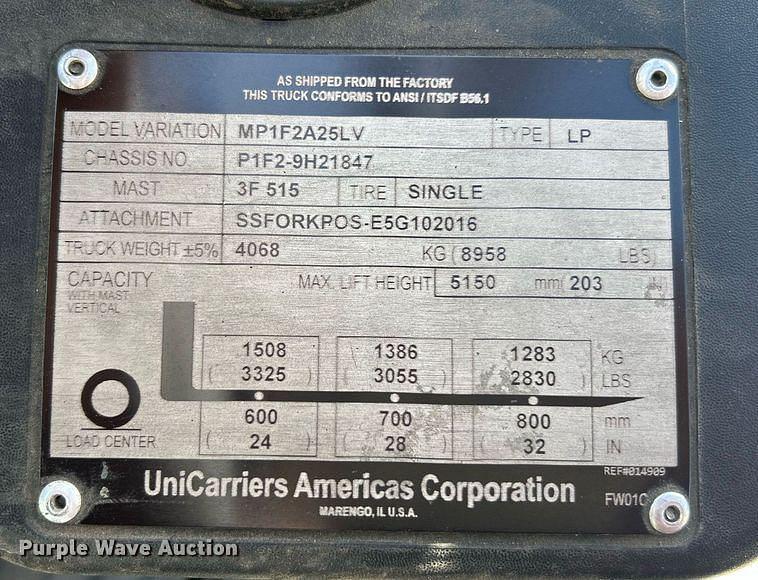 AS SHIPPED FROM THE FACTORY
THIS TRUCK CONFORMS TO ANSI / ITSDF B56.1
MODEL VARIATION MP1F2A25LV TYPE LP
CHASSIS NO. P1F2-9H21847
MAST 3F 515 TIRE SINGLE
ATTACHMENT SSFORKPOS-E5G102016
TRUCK WEIGHT ±5% 4068 KG ( 8958 LBS)
CAPACITY MAX. LIFT HEIGHT 5150 mm( 203 IN
WITH MAST
VERTICAL
1508 1386 1283 KG
( 3325 ) ( 3055 ) ( 2830 ) LBS
600 700 800 mm
LOAD CENTER ( 24 ) ( 28 ) ( 32 ) IN
REF#014909
UniCarriers Americas Corporation FW01C
MARENGO, IL U.S.A.
Purple Wave Auction